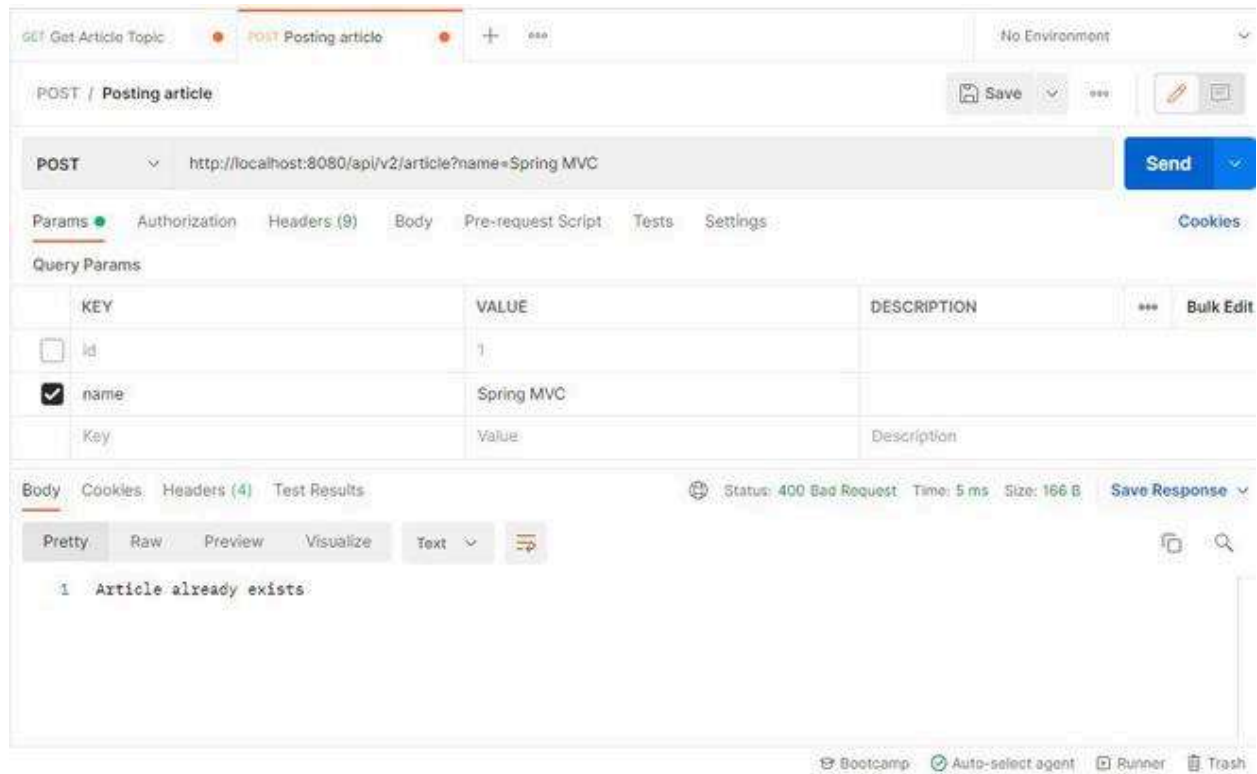 GET Get Article Topic POST Posting article No Environment
POST / Posting article Save
POST http://localhost:8080/api/v2/article?name=Spring MVC Send
Params Authorization Headers (9) Body Pre-request Script Tests Settings Cookies
Query Params
KEY VALUE DESCRIPTION Bulk Edit
id 1
name Spring MVC
Key Value Description
Body Cookies Headers (4) Test Results Status: 400 Bad Request Time: 5 ms Size: 166 B Save Response
Pretty Raw Preview Visualize Text
1 Article already exists
Bootcamp Auto-select agent Runner Trash